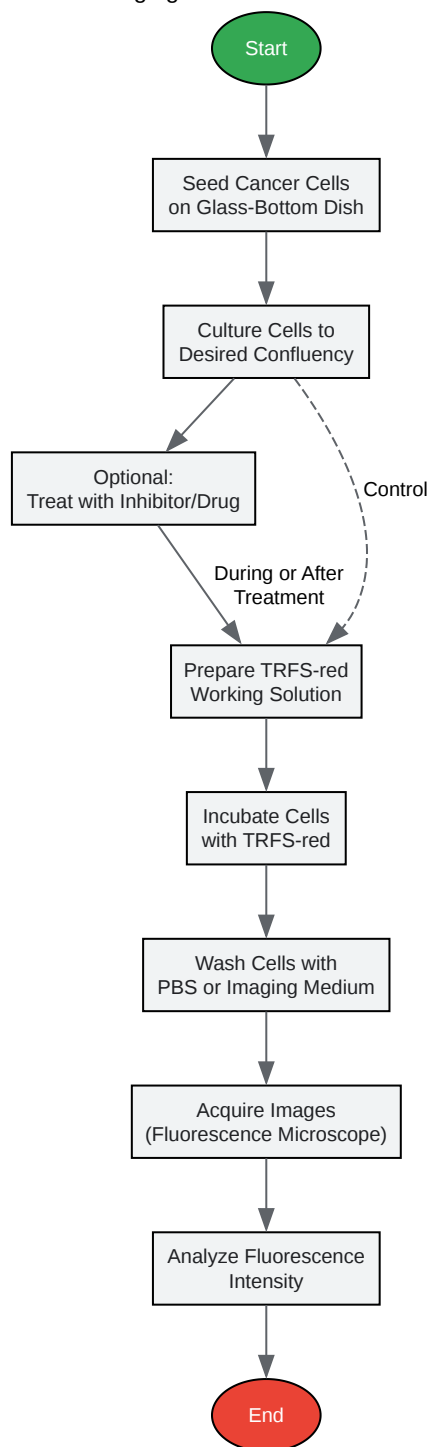 Start
Seed Cancer Cells
on Glass-Bottom Dish
Culture Cells to
Desired Confluency
Optional:
Treat with Inhibitor/Drug
Control
During or After
Treatment
Prepare TRFS-red
Working Solution
Incubate Cells
with TRFS-red
Wash Cells with
PBS or Imaging Medium
Acquire Images
(Fluorescence Microscope)
Analyze Fluorescence
Intensity
End